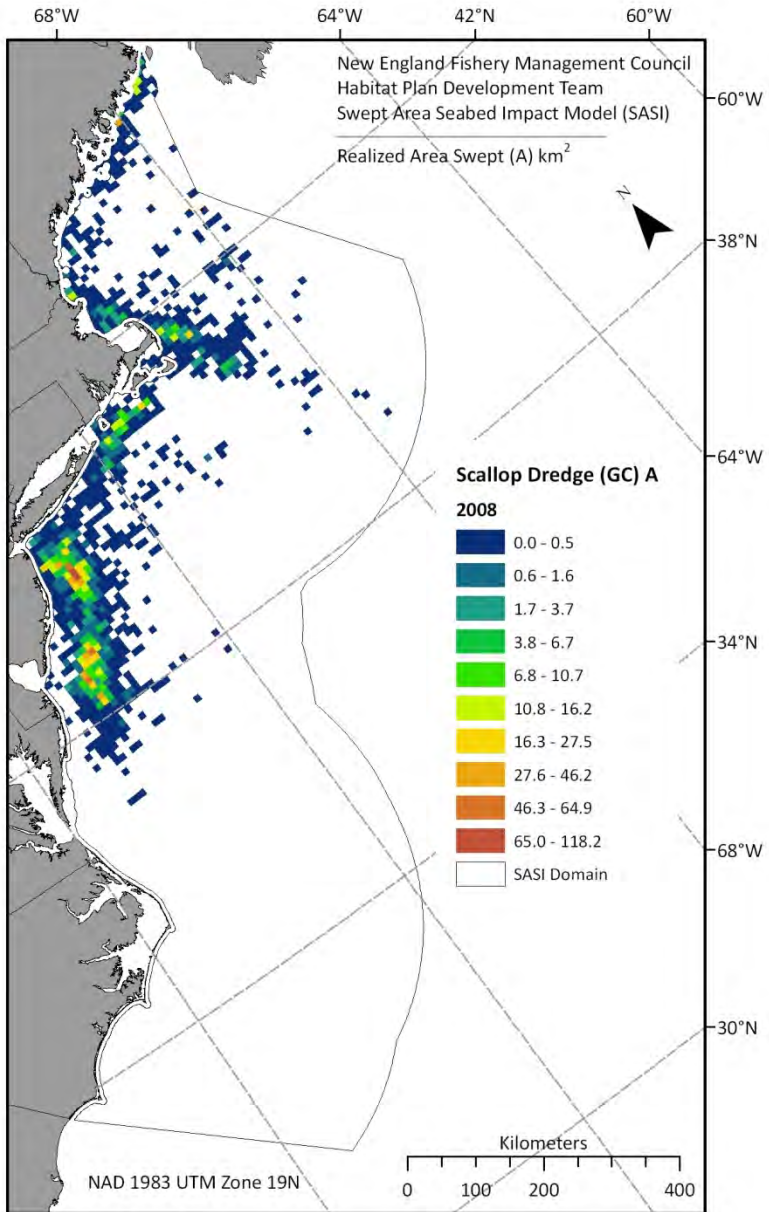 68°W 64°W 42°N 60°W
New England Fishery Management Council
Habitat Plan Development Team
Swept Area Seabed Impact Model (SASI)
Realized Area Swept (A) km²
60°W
N
38°N
64°W
Scallop Dredge (GC) A
2008
0.0 - 0.5
0.6 - 1.6
1.7 - 3.7
3.8 - 6.7
6.8 - 10.7
10.8 - 16.2
16.3 - 27.5
27.6 - 46.2
46.3 - 64.9
65.0 - 118.2
SASI Domain
34°N
68°W
30°N
Kilometers
0 100 200 400
NAD 1983 UTM Zone 19N